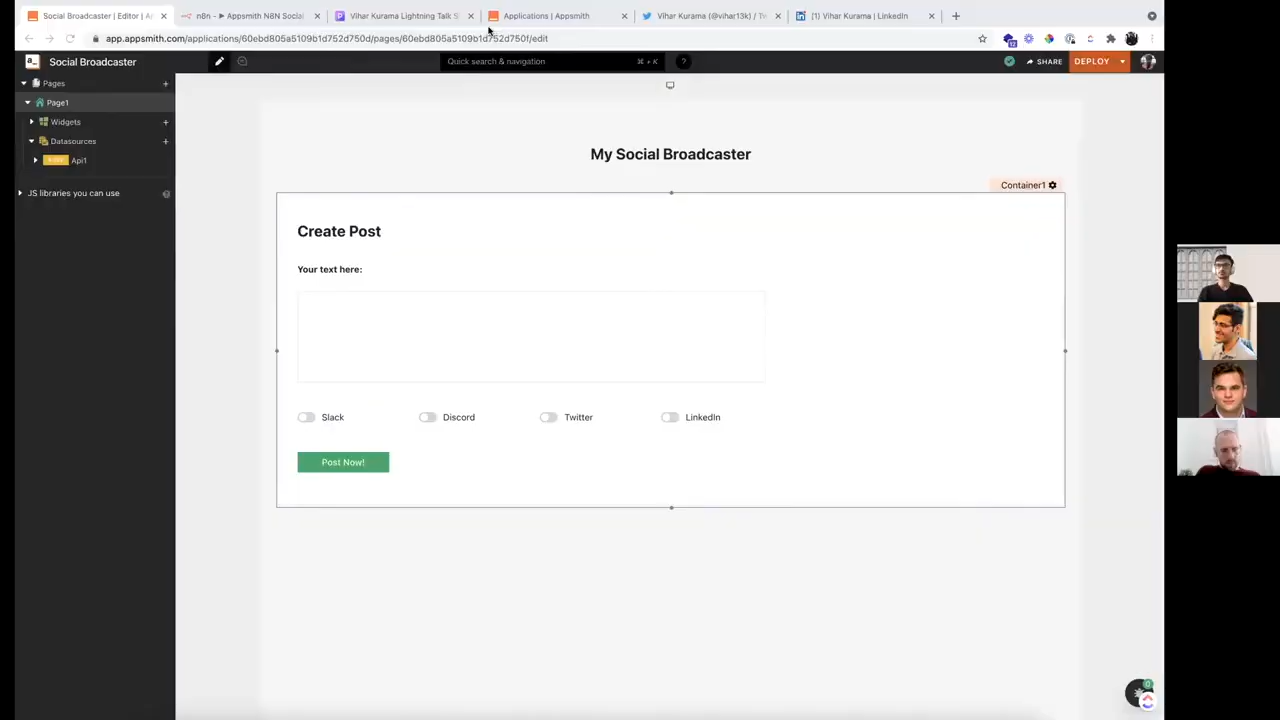 Social Broadcaster | Editor | Ap
n8n - ▶ Appsmith N8N Social
Vihar Kurama Lightning Talk S
Applications | Appsmith
Vihar Kurama (@vihar13k) / Tw
(1) Vihar Kurama | LinkedIn
app.appsmith.com/applications/60ebd805a5109b1d752d750d/pages/60ebd805a5109b1d752d750f/edit
12
Social Broadcaster
Quick search & navigation
⌘ + K
?
SHARE
DEPLOY
Pages
Page1
Widgets
Datasources
Api1
JS libraries you can use
My Social Broadcaster
Container1
Create Post
Your text here:
Slack
Discord
Twitter
LinkedIn
Post Now!
0